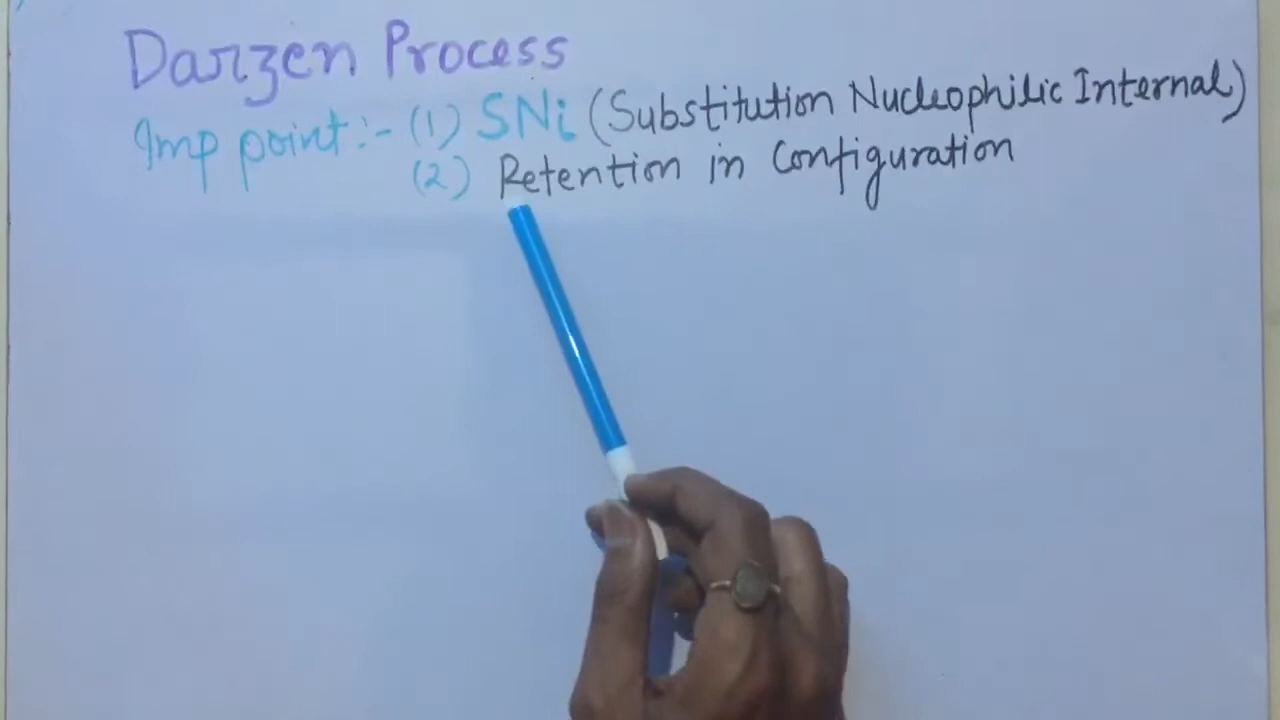 Darzen Process
Imp point:- (1) SNi (Substitution Nucleophilic Internal)
(2) Retention in Configuration